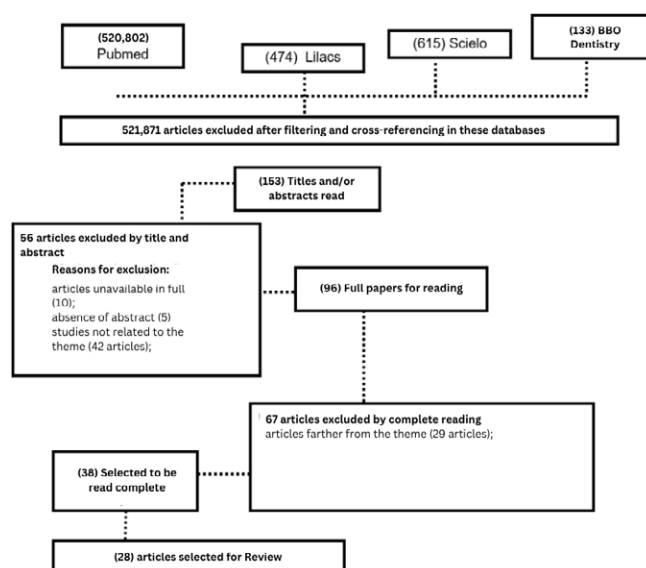 (520,802)
Pubmed
(474) Lilacs
(615) Scielo
(133) BBO
Dentistry
521,871 articles excluded after filtering and cross-referencing in these databases
(153) Titles and/or
abstracts read
56 articles excluded by title and
abstract
Reasons for exclusion:
articles unavailable in full
(10);
absence of abstract (5)
studies not related to the
theme (42 articles);
(96) Full papers for reading
67 articles excluded by complete reading
articles farther from the theme (29 articles);
(38) Selected to be
read complete
(28) articles selected for Review